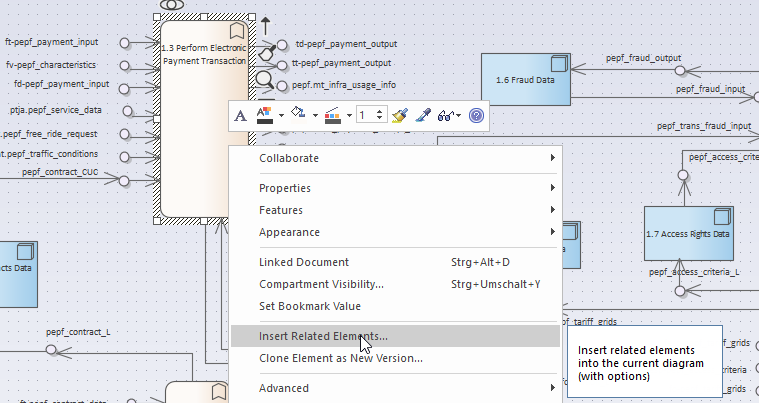 ft-pepf_payment_input
fv-pepf_characteristics
fd-pepf_payment_input
ptja.pepf_service_data
.pepf_free_ride_request
t.pepf_traffic_conditions
pepf_contract_CUO
1.3 Perform Electronic
Payment Transaction
td-pepf_payment_output
tt-pepf_payment_output
pepf.mt_infra_usage_info
1.6 Fraud Data
pepf_fraud_output
pepf_fraud_input
pepf_trans_fraud_input
pepf_access_crite
1.7 Access Rights Data
pepf_access_criteria_L
A
A
1
Collaborate
Properties
Features
Appearance
Linked Document Strg+Alt+D
Compartment Visibility... Strg+Umschalt+Y
Set Bookmark Value
Insert Related Elements...
Clone Element as New Version...
Advanced
Insert related elements
into the current diagram
(with options)
cts Data
pepf_contract_L
tariff_grids
_grids
criteria
_grids